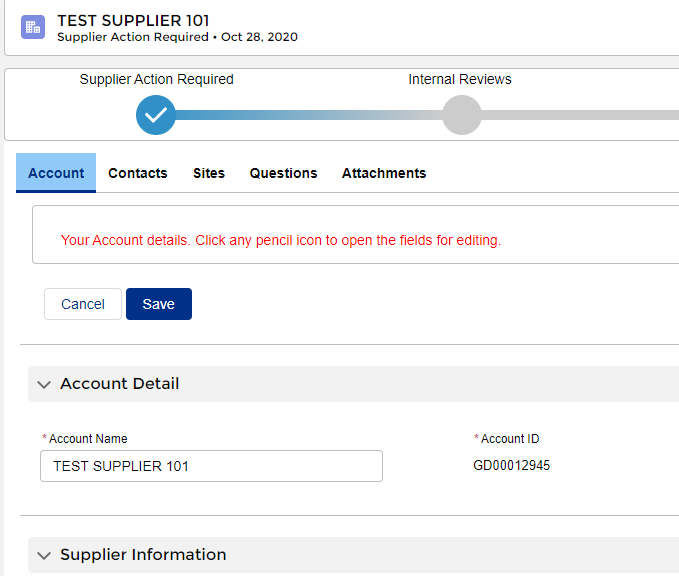 TEST SUPPLIER 101
Supplier Action Required • Oct 28, 2020
Supplier Action Required
Internal Reviews
Account
Contacts
Sites
Questions
Attachments
Your Account details. Click any pencil icon to open the fields for editing.
Cancel
Save
Account Detail
* Account Name
* Account ID
TEST SUPPLIER 101
GD00012945
Supplier Information